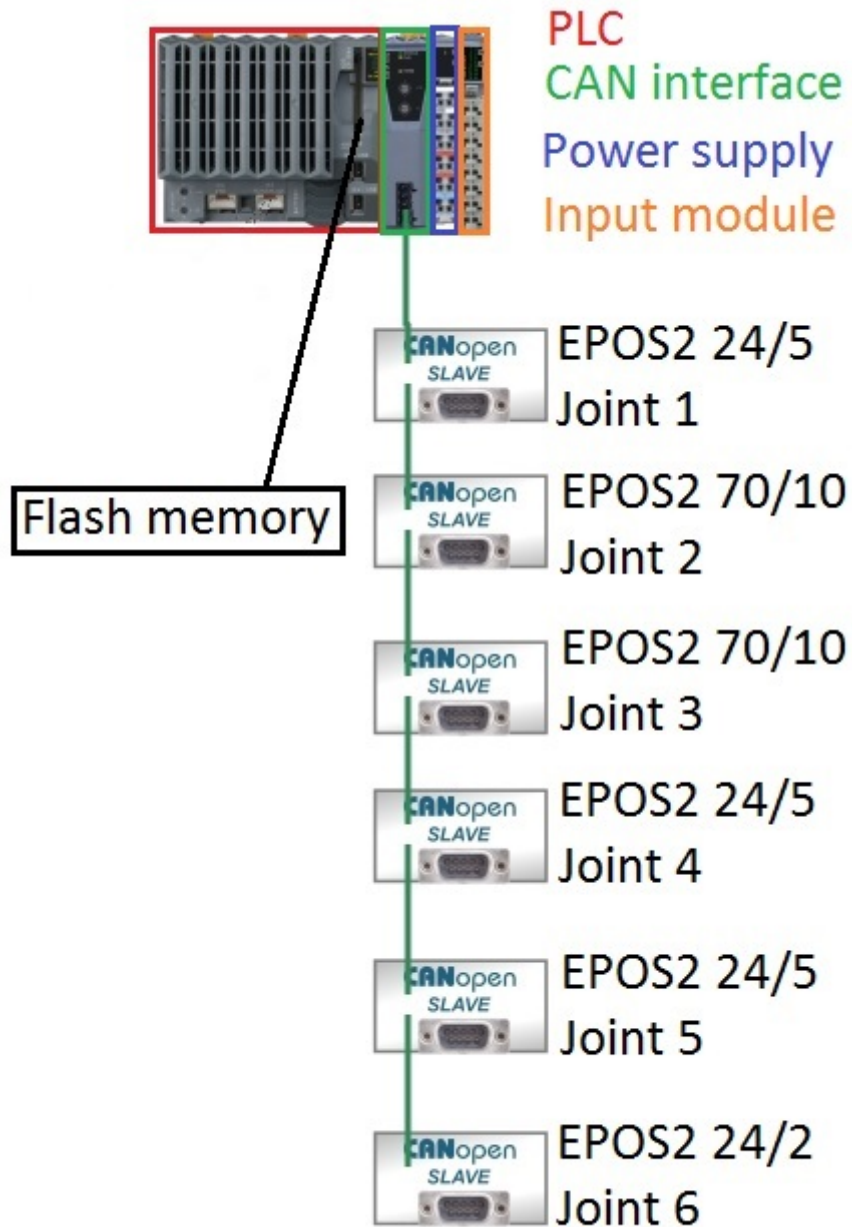 PLC
CAN interface
Power supply
Input module
CANopen
SLAVE
EPOS2 24/5
Joint 1
Flash memory
CANopen
SLAVE
EPOS2 70/10
Joint 2
CANopen
SLAVE
EPOS2 70/10
Joint 3
CANopen
SLAVE
EPOS2 24/5
Joint 4
CANopen
SLAVE
EPOS2 24/5
Joint 5
CANopen
SLAVE
EPOS2 24/2
Joint 6